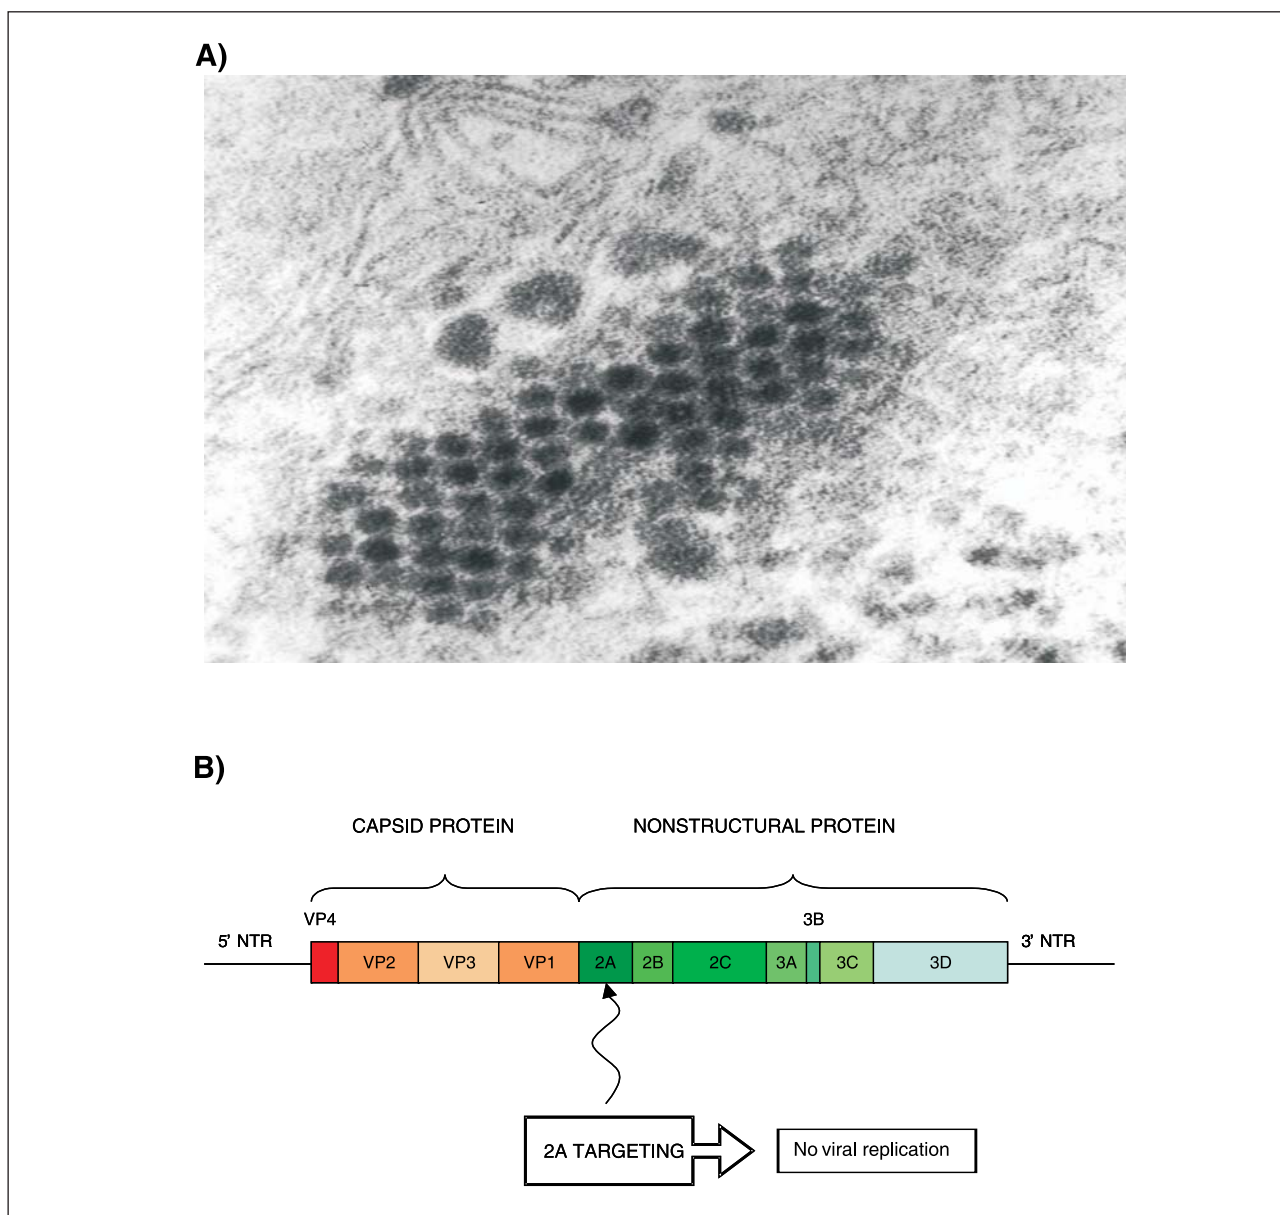 A)
B)
CAPSID PROTEIN NONSTRUCTURAL PROTEIN
VP4 3B
5' NTR 3' NTR
VP2 VP3 VP1 2A 2B 2C 3A 3C 3D
2A TARGETING No viral replication